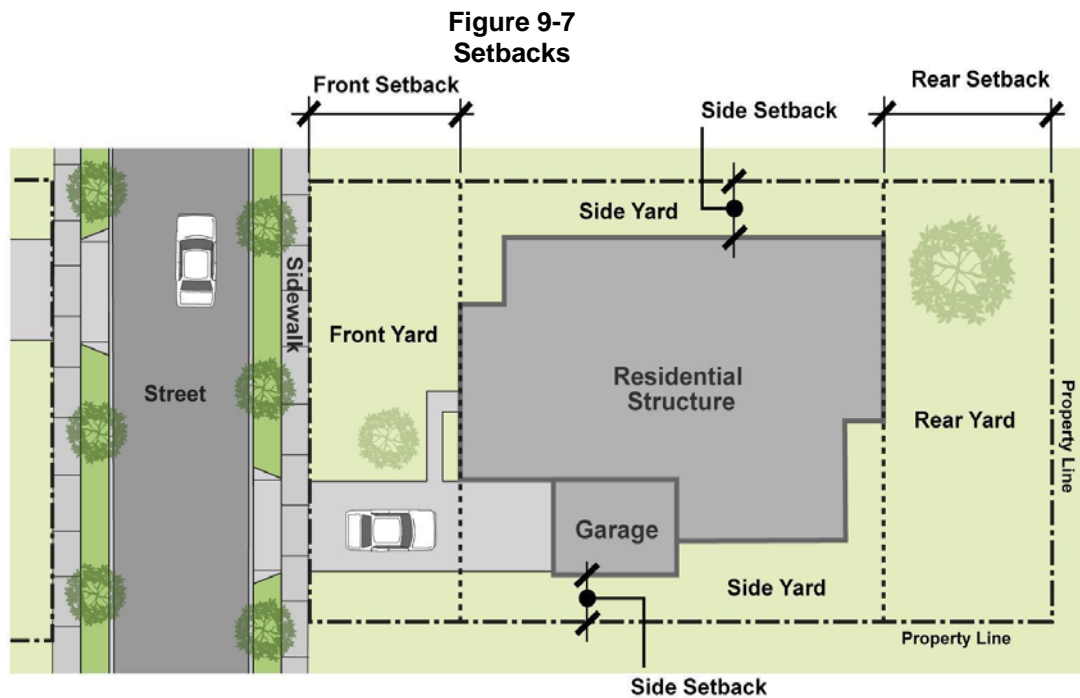 Figure 9-7
Setbacks
Front Setback
Rear Setback
Side Setback
Side Yard
Sidewalk
Front Yard
Street
Residential
Structure
Rear Yard
Property Line
Garage
Side Yard
Property Line
Side Setback